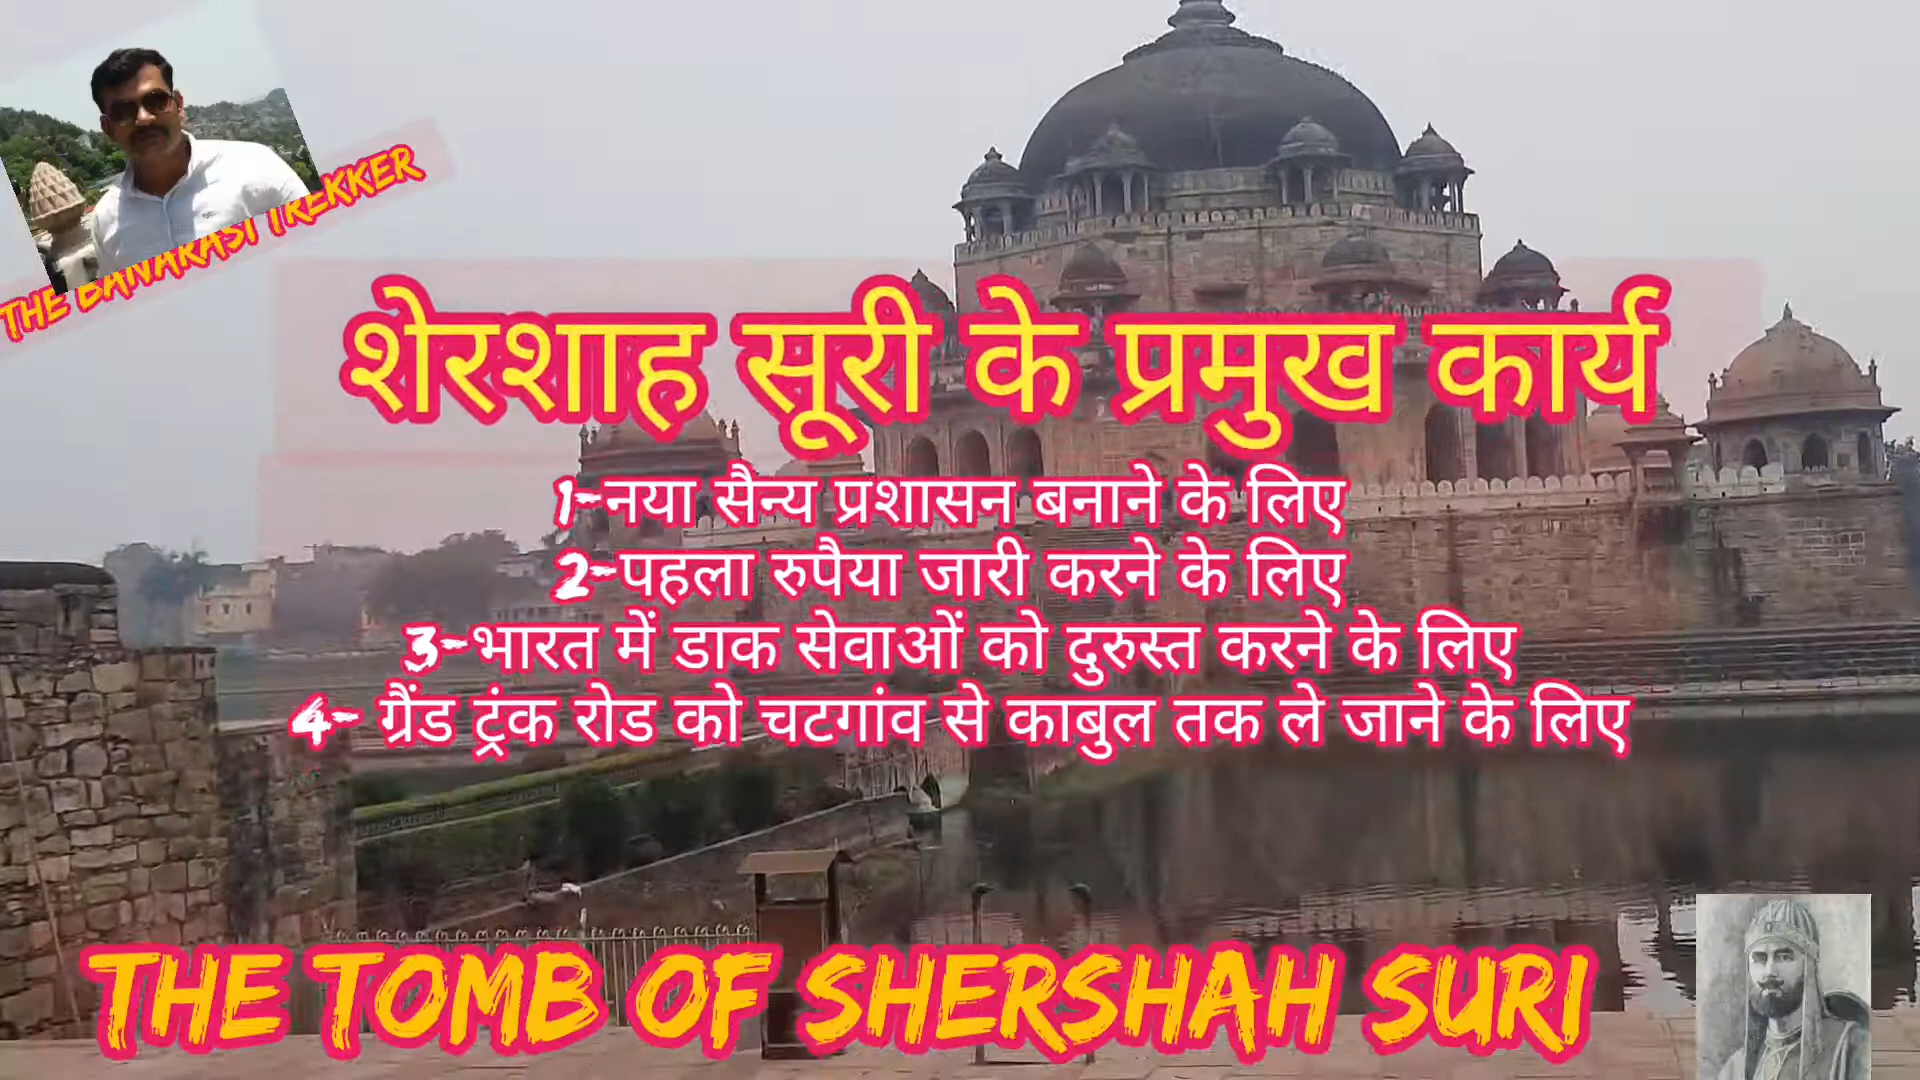 THE BANARASI TREKKER
शेरशाह सूरी के प्रमुख कार्य
1-नया सैन्य प्रशासन बनाने के लिए
2-पहला रुपैया जारी करने के लिए
3-भारत में डाक सेवाओं को दुरुस्त करने के लिए
4- ग्रैंड ट्रंक रोड को चटगांव से काबुल तक ले जाने के लिए
THE TOMB OF SHERSHAH SURI